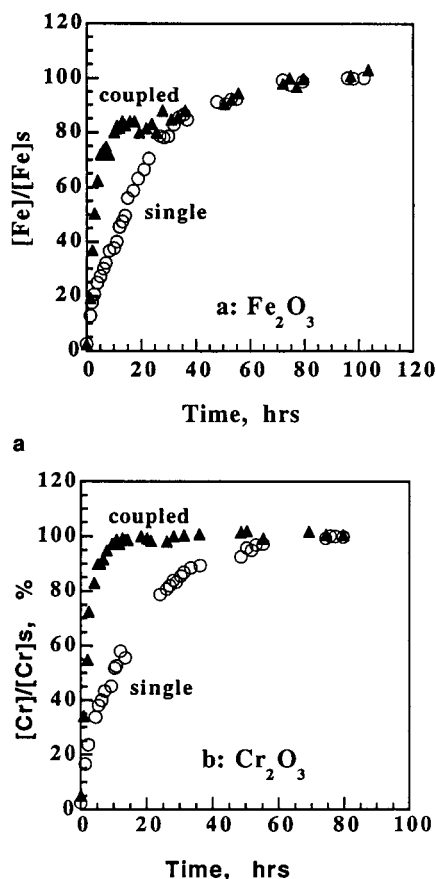 120
100
80
60
40
20
0
[Fe]/[Fe]s
coupled
single
a: Fe₂O₃
0 20 40 60 80 100 120
Time, hrs
a
120
100
80
60
40
20
0
[Cr]/[Cr]s, %
coupled
single
b: Cr₂O₃
0 20 40 60 80 100
Time, hrs